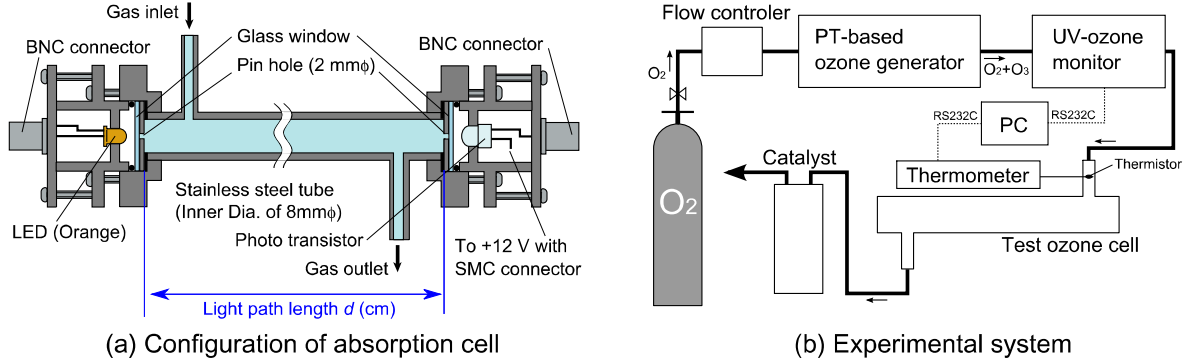 Gas inlet
BNC connector
Glass window
Pin hole (2 mmϕ)
BNC connector
Stainless steel tube
(Inner Dia. of 8mmϕ)
LED (Orange)
Photo transistor
To +12 V with
SMC connector
Gas outlet
Light path length d (cm)
(a) Configuration of absorption cell
Flow controler
PT-based
ozone generator
UV-ozone
monitor
O₂
O₂+O₃
RS232C
PC
RS232C
Catalyst
Thermometer
Thermistor
O₂
Test ozone cell
(b) Experimental system